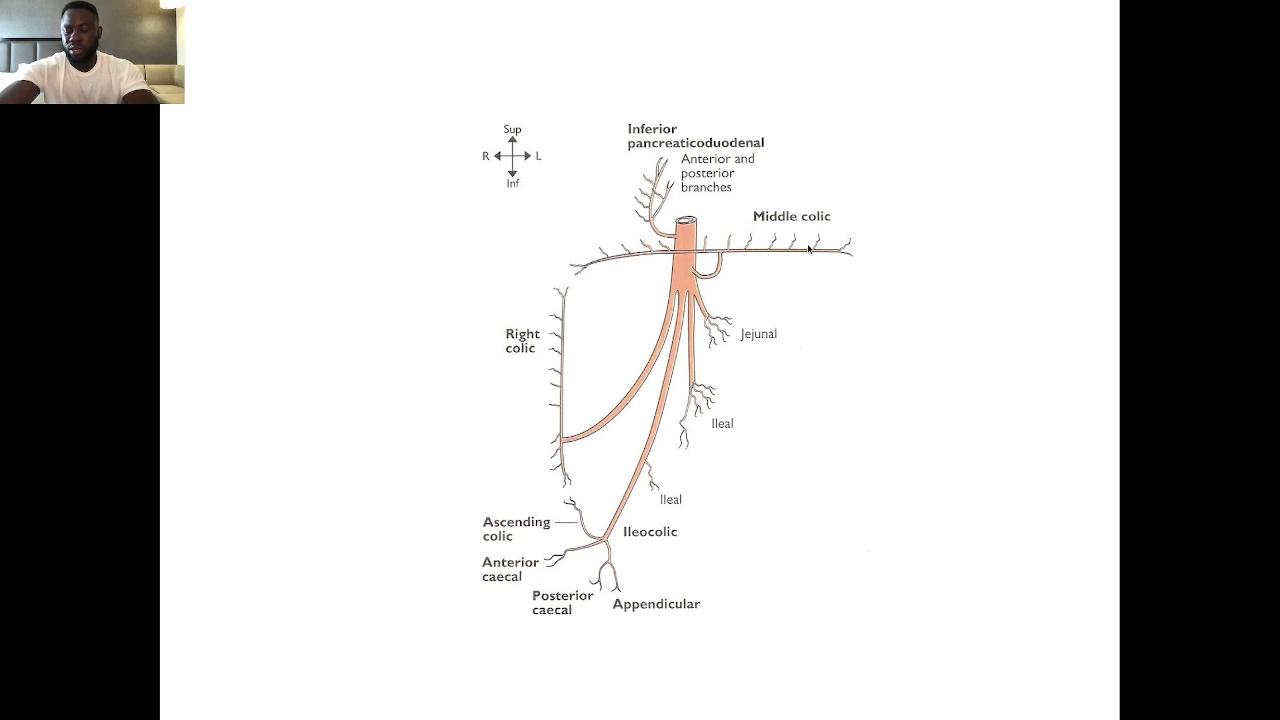 Sup
R
L
Inf
Inferior
pancreaticoduodenal
Anterior and
posterior
branches
Middle colic
Right
colic
Jejunal
Ileal
Ileal
Ascending
colic
Ileocolic
Anterior
caecal
Posterior
caecal
Appendicular